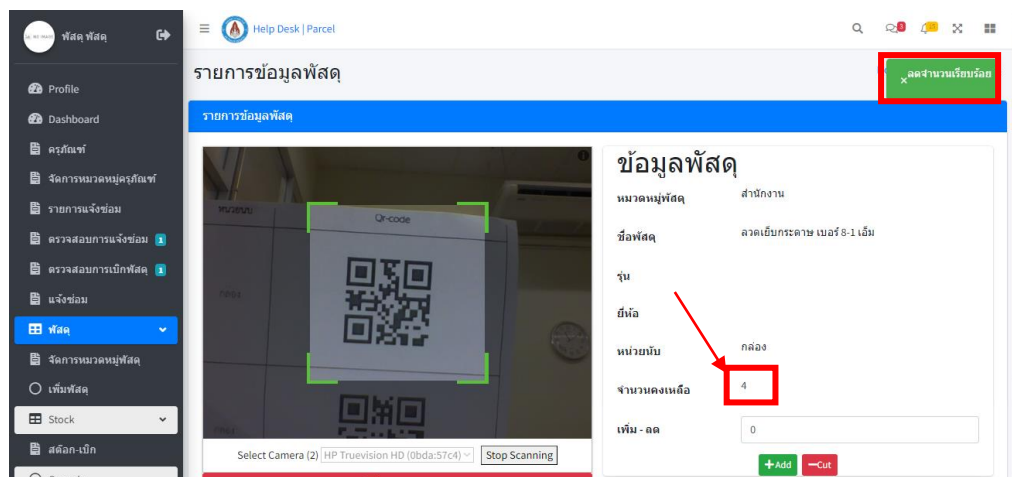 พัสดุ พัสดุ
Help Desk | Parcel
3
รายการข้อมูลพัสดุ
ลดจำนวนเรียบร้อย
×
Profile
Dashboard
ครุภัณฑ์
จัดการหมวดหมู่ครุภัณฑ์
รายการแจ้งซ่อม
ตรวจสอบการแจ้งซ่อม 1
ตรวจสอบการเบิกพัสดุ 1
แจ้งซ่อม
พัสดุ
จัดการหมวดหมู่พัสดุ
เพิ่มพัสดุ
Stock
สต๊อก-เบิก
รายการข้อมูลพัสดุ
หน่วยนับ
Qr-code
กล่อง
Select Camera (2) HP Truevision HD (0bda:57c4) Stop Scanning
ข้อมูลพัสดุ
หมวดหมู่พัสดุ สำนักงาน
ชื่อพัสดุ ลวดเย็บกระดาษ เบอร์ 8-1 เอ็ม
รุ่น
ยี่ห้อ
หน่วยนับ กล่อง
จำนวนคงเหลือ 4
เพิ่ม - ลด 0
+Add −Cut